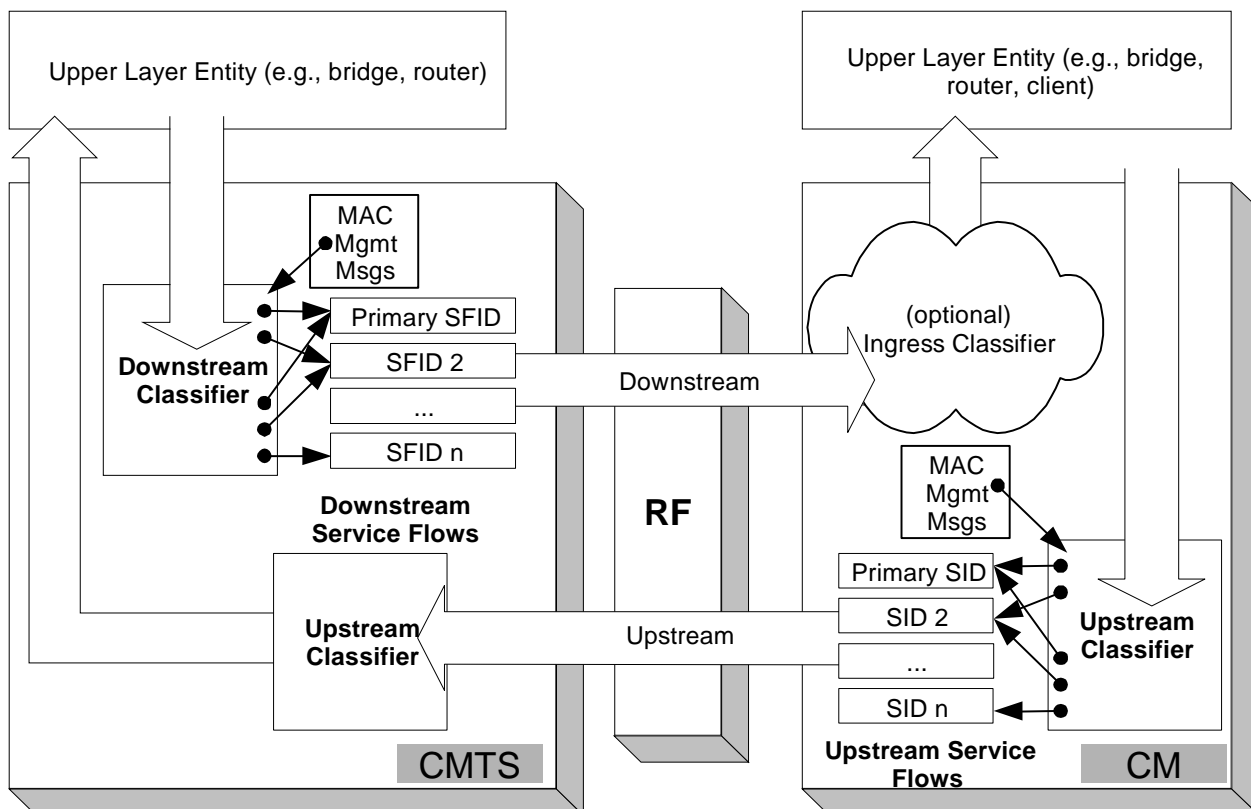 Upper Layer Entity (e.g., bridge, router)
Upper Layer Entity (e.g., bridge,
router, client)
MAC
Mgmt
Msgs
Primary SFID
SFID 2
...
SFID n
Downstream
Classifier
Downstream
Service Flows
Downstream
(optional)
Ingress Classifier
RF
MAC
Mgmt
Msgs
Primary SID
SID 2
...
SID n
Upstream
Classifier
Upstream
Upstream
Classifier
Upstream Service
Flows
CMTS
CM